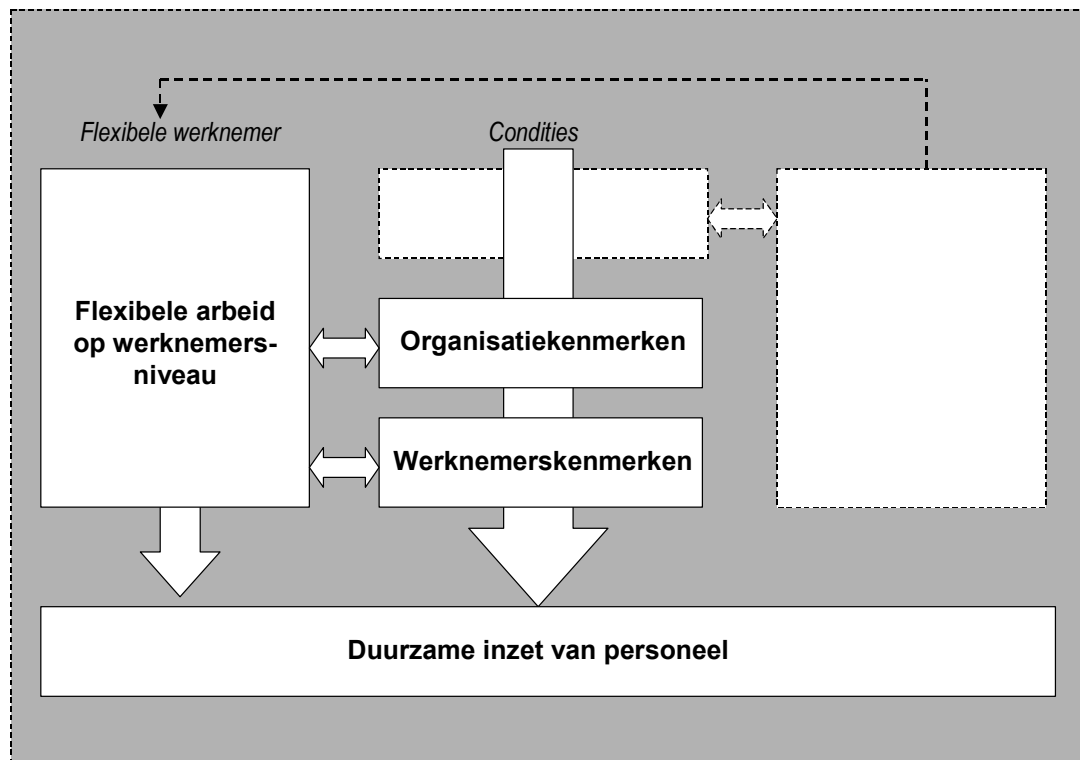 Flexibele werknemer
Condities
Flexibele arbeid
op werknemers-
niveau
Organisatiekenmerken
Werknemerskenmerken
Duurzame inzet van personeel